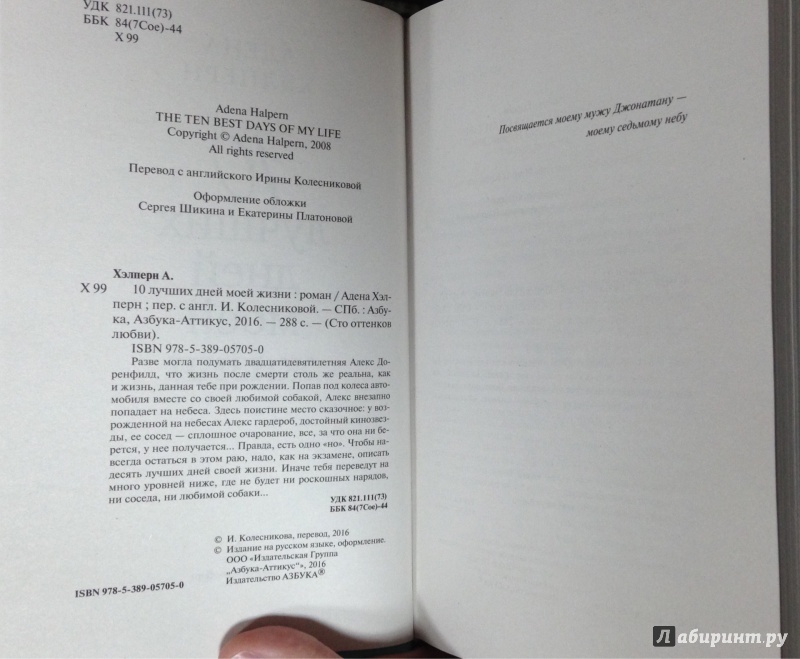 УДК 821.111(73)
ББК 84(7Сое)-44
Х 99
Adena Halpern
THE TEN BEST DAYS OF MY LIFE
Copyright © Adena Halpern, 2008
All rights reserved
Перевод с английского Ирины Колесниковой
Оформление обложки
Сергея Шикина и Екатерины Платоновой
Хэлперн А.
Х 99 10 лучших дней моей жизни : роман / Адена Хэл-
перн ; пер. с англ. И. Колесниковой. — СПб. : Азбу-
ка, Азбука-Аттикус, 2016. — 288 с. — (Сто оттенков
любви).
ISBN 978-5-389-05705-0
Разве могла подумать двадцатидевятилетняя Алекс До-
ренфилд, что жизнь после смерти столь же реальна, как
и жизнь, данная тебе при рождении. Попав под колеса авто-
мобиля вместе со своей любимой собакой, Алекс внезапно
попадает на небеса. Здесь поистине место сказочное: у воз-
рожденной на небесах Алекс гардероб, достойный кинозвез-
ды, ее сосед — сплошное очарование, все, за что она ни бе-
рется, у нее получается... Правда, есть одно «но». Чтобы на-
всегда остаться в этом раю, надо, как на экзамене, описать
десять лучших дней своей жизни. Иначе тебя переведут на
много уровней ниже, где не будет ни роскошных нарядов,
ни соседа, ни любимой собаки...
УДК 821.111(73)
ББК 84(7Сое)-44
© И. Колесникова, перевод, 2016
© Издание на русском языке, оформление.
ООО «Издательская Группа
„Азбука-Аттикус“», 2016
Издательство АЗБУКА®
ISBN 978-5-389-05705-0
Посвящается моему мужу Джонатану —
моему седьмому небу
Лабиринт.ру